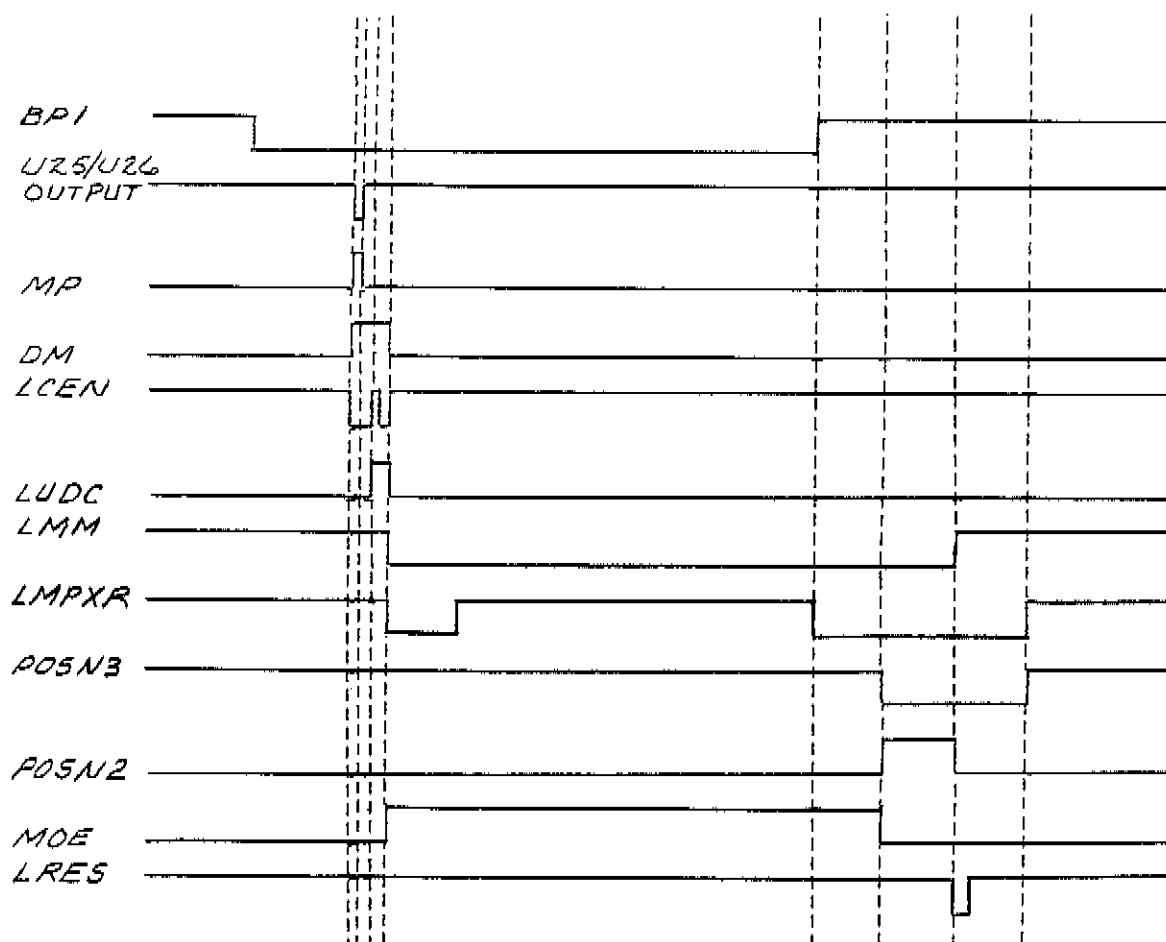 BP1
U25/U26
OUTPUT
MP
DM
LCEN
LUDC
LMM
LMPXR
POSN3
POSN2
MOE
LRES